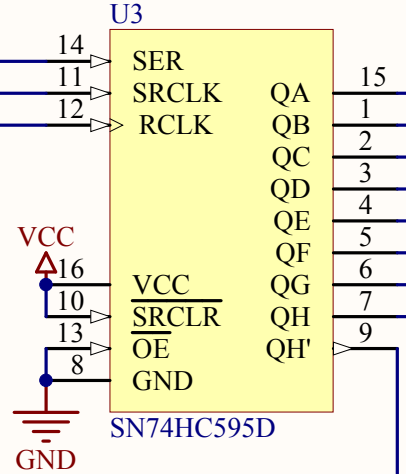 U3
14 SER
11 SRCLK QA 15
12 RCLK QB 1
QC 2
QD 3
QE 4
QF 5
VCC
16 VCC QG 6
10 SRCLR QH 7
13 OE QH' 9
8 GND
SN74HC595D
GND